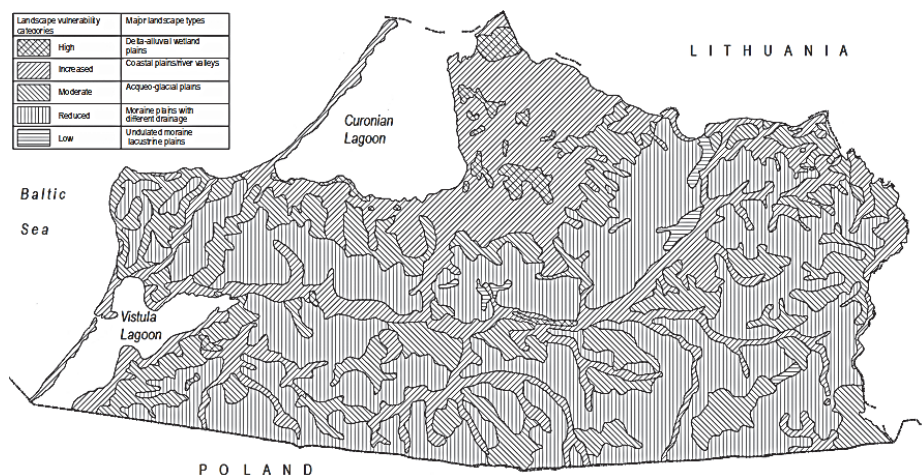 Landscape vulnerability categories
Major landscape types
High
Delta-alluvial wetland plains
Increased
Coastal plains/river valleys
Moderate
Acqueo-glacial plains
Reduced
Moraine plains with different drainage
Low
Undulated moraine lacustrine plains
LITHUANIA
Curonian
Lagoon
Baltic
Sea
Vistula
Lagoon
POLAND